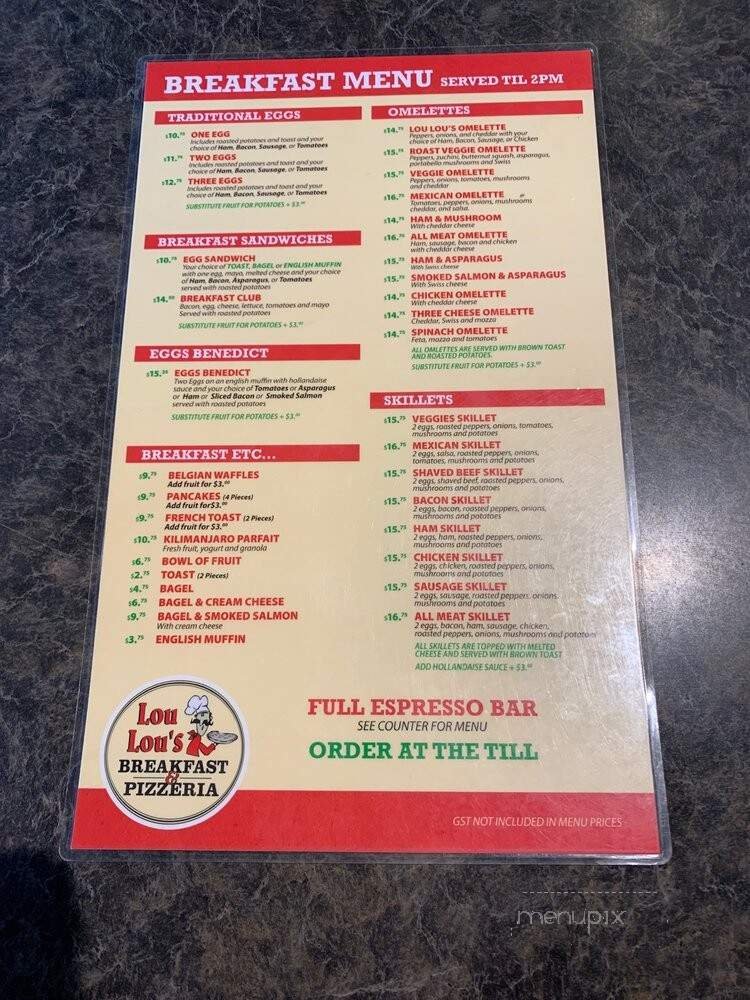 BREAKFAST MENU SERVED TIL 2PM
TRADITIONAL EGGS
$10.75 ONE EGG
Includes roasted potatoes and toast and your
choice of Ham, Bacon, Sausage, or Tomatoes
$11.75 TWO EGGS
Includes roasted potatoes and toast and your
choice of Ham, Bacon, Sausage, or Tomatoes
$12.75 THREE EGGS
Includes roasted potatoes and toast and your
choice of Ham, Bacon, Sausage, or Tomatoes
SUBSTITUTE FRUIT FOR POTATOES + $3.00
BREAKFAST SANDWICHES
$10.75 EGG SANDWICH
Your choice of TOAST, BAGEL or ENGLISH MUFFIN
with one egg, mayo, melted cheese and your choice
of Ham, Bacon, Asparagus, or Tomatoes
served with roasted potatoes
$14.00 BREAKFAST CLUB
Bacon, egg, cheese, lettuce, tomatoes and mayo
Served with roasted potatoes
SUBSTITUTE FRUIT FOR POTATOES + $3.00
EGGS BENEDICT
$15.25 EGGS BENEDICT
Two Eggs on an english muffin with hollandaise
sauce and your choice of Tomatoes or Asparagus
or Ham or Sliced Bacon or Smoked Salmon
served with roasted potatoes
SUBSTITUTE FRUIT FOR POTATOES + $3.00
BREAKFAST ETC...
$9.75 BELGIAN WAFFLES
Add fruit for $3.00
$9.75 PANCAKES (4 Pieces)
Add fruit for$3.00
$9.75 FRENCH TOAST (2 Pieces)
Add fruit for $3.00
$10.75 KILIMANJARO PARFAIT
Fresh fruit, yogurt and granola
$6.75 BOWL OF FRUIT
$2.75 TOAST (2 Pieces)
$4.75 BAGEL
$6.75 BAGEL & CREAM CHEESE
$9.75 BAGEL & SMOKED SALMON
With cream cheese
$3.75 ENGLISH MUFFIN
OMELETTES
$14.75 LOU LOU'S OMELETTE
Peppers, onions, and cheddar with your
choice of Ham, Bacon, Sausage, or Chicken
$15.75 ROAST VEGGIE OMELETTE
Peppers, zuchini, butternut squash, asparagus,
portabello mushrooms and Swiss
$15.75 VEGGIE OMELETTE
Peppers, onions, tomatoes, mushrooms
and cheddar
$16.75 MEXICAN OMELETTE
Tomatoes, peppers, onions, mushrooms
cheddar, and salsa.
$14.75 HAM & MUSHROOM
With cheddar cheese
$16.75 ALL MEAT OMELETTE
Ham, sausage, bacon and chicken
with cheddar cheese
$15.75 HAM & ASPARAGUS
With Swiss cheese
$15.75 SMOKED SALMON & ASPARAGUS
With Swiss cheese
$14.75 CHICKEN OMELETTE
With cheddar cheese
$14.75 THREE CHEESE OMELETTE
Cheddar, Swiss and mozza
$14.75 SPINACH OMELETTE
Feta, mozza and tomatoes
ALL OMLETTES ARE SERVED WITH BROWN TOAST
AND ROASTED POTATOES.
SUBSTITUTE FRUIT FOR POTATOES + $3.00
SKILLETS
$15.75 VEGGIES SKILLET
2 eggs, roasted peppers, onions, tomatoes,
mushrooms and potatoes
$16.75 MEXICAN SKILLET
2 eggs, salsa, roasted peppers, onions,
tomatoes, mushrooms and potatoes
$15.75 SHAVED BEEF SKILLET
2 eggs, shaved beef, roasted peppers, onions,
mushrooms and potatoes
$15.75 BACON SKILLET
2 eggs, bacon, roasted peppers, onions,
mushrooms and potatoes
$15.75 HAM SKILLET
2 eggs, ham, roasted peppers, onions,
mushrooms and potatoes
$15.75 CHICKEN SKILLET
2 eggs, chicken, roasted peppers, onions,
mushrooms and potatoes
$15.75 SAUSAGE SKILLET
2 eggs, sausage, roasted peppers, onions,
mushrooms and potatoes
$16.75 ALL MEAT SKILLET
2 eggs, bacon, ham, sausage, chicken,
roasted peppers, onions, mushrooms and potatoes
ALL SKILLETS ARE TOPPED WITH MELTED
CHEESE AND SERVED WITH BROWN TOAST
ADD HOLLANDAISE SAUCE + $3.00
FULL ESPRESSO BAR
SEE COUNTER FOR MENU
ORDER AT THE TILL
Lou
Lou's
BREAKFAST
&
PIZZERIA
GST NOT INCLUDED IN MENU PRICES
menupix